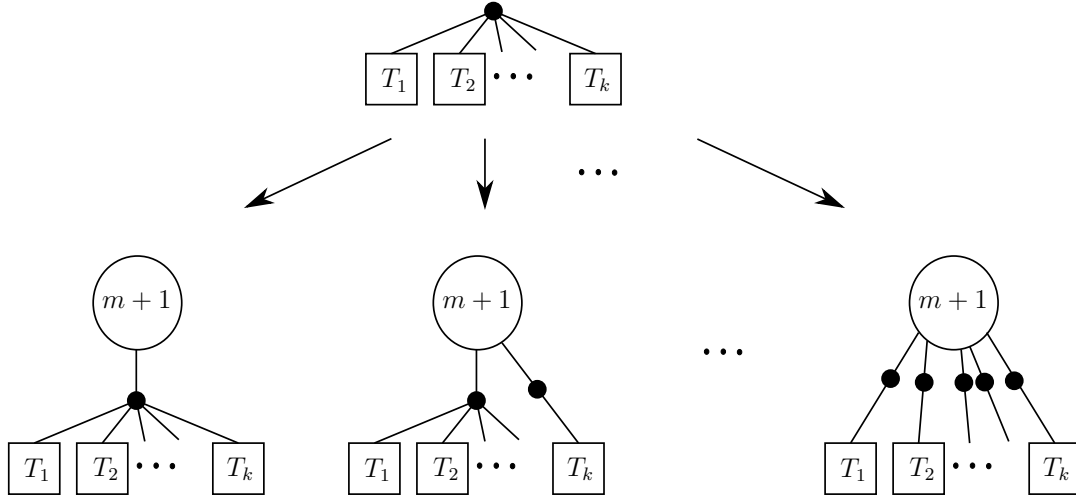 T₁ T₂ ··· Tₖ
···
m + 1 m + 1 m + 1
···
T₁ T₂ ··· Tₖ T₁ T₂ ··· Tₖ T₁ T₂ ··· Tₖ